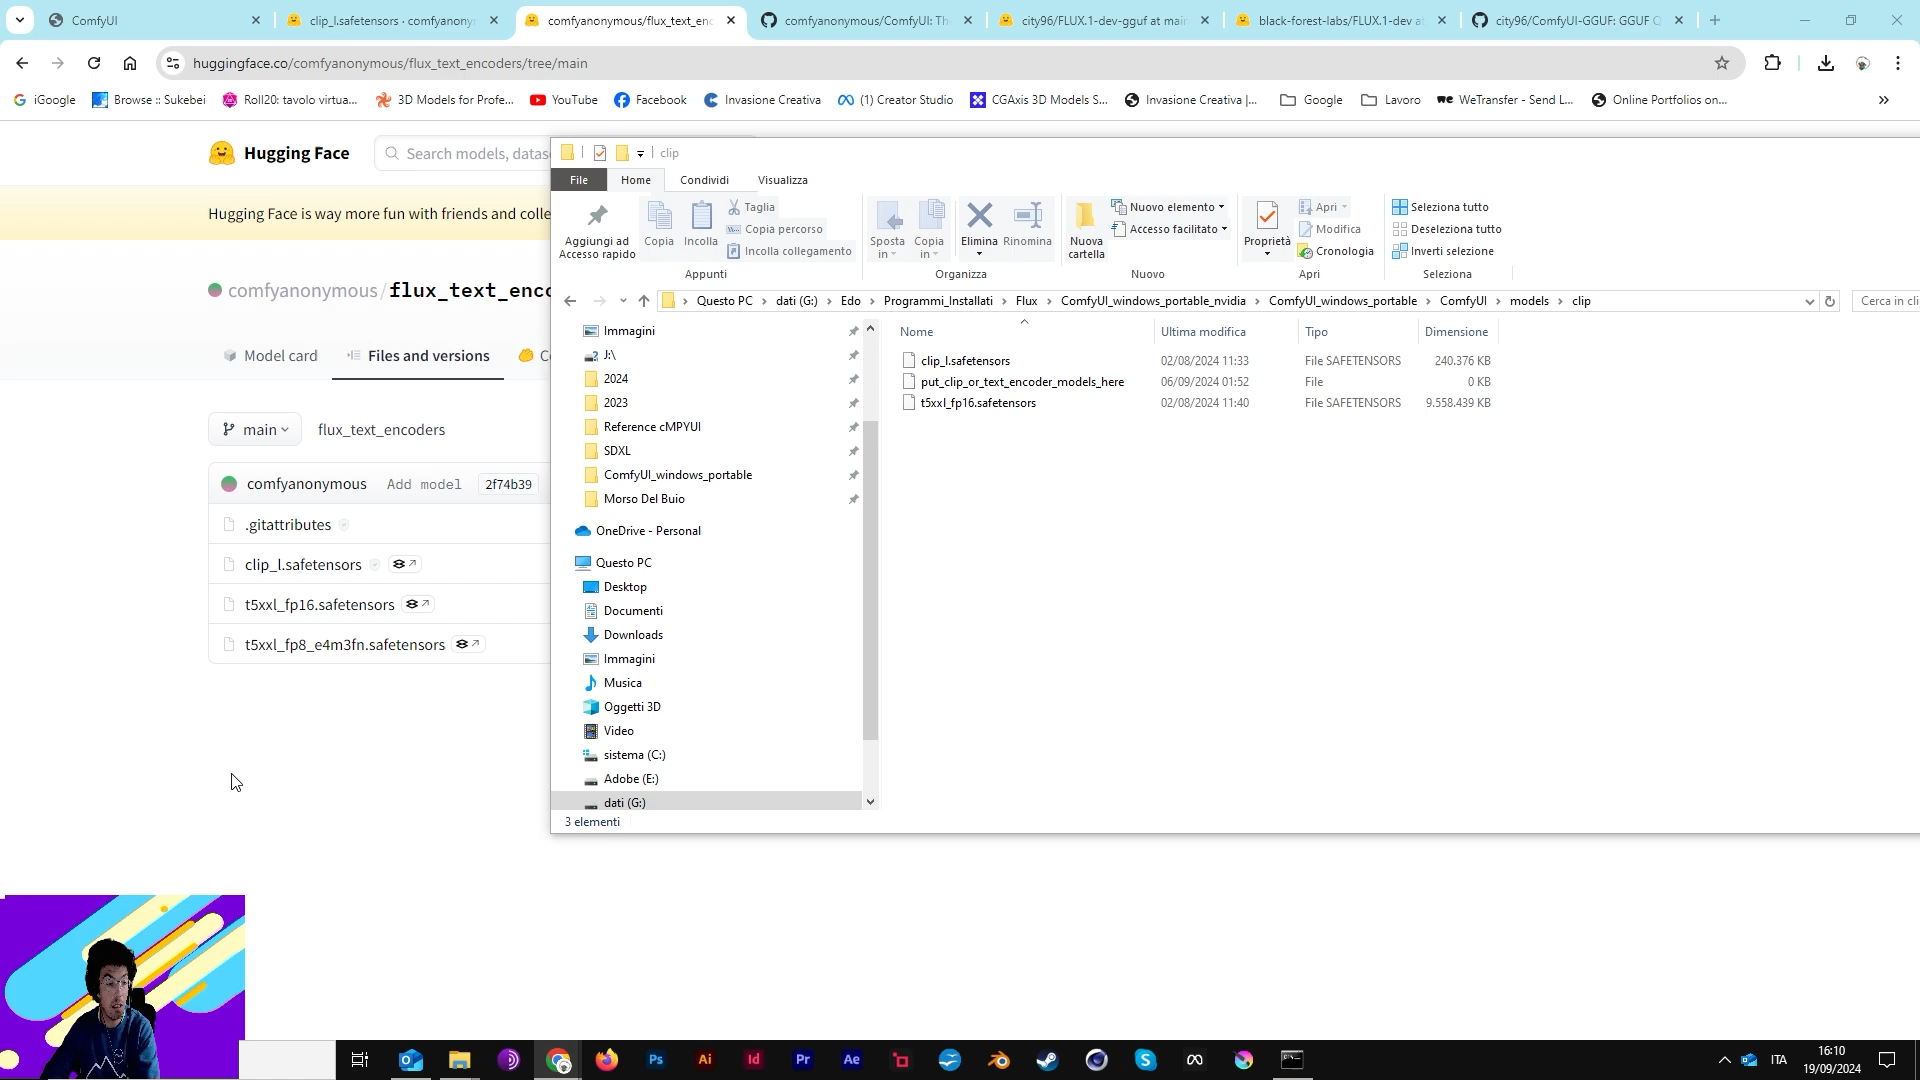 ComfyUI
clip_l.safetensors · comfyanony
comfyanonymous/flux_text_enc
comfyanonymous/ComfyUI: Th
city96/FLUX.1-dev-gguf at mai
black-forest-labs/FLUX.1-dev a
city96/ComfyUI-GGUF: GGUF Q
huggingface.co/comfyanonymous/flux_text_encoders/tree/main
iGoogle
Browse :: Sukebei
Roll20: tavolo virtua...
3D Models for Profe...
YouTube
Facebook
Invasione Creativa
(1) Creator Studio
CGAxis 3D Models S...
Invasione Creativa |...
Google
Lavoro
WeTransfer - Send L...
Online Portfolios on...
Hugging Face
Search models, datas
Hugging Face is way more fun with friends and colle
comfyanonymous/flux_text_enco
Model card
Files and versions
C
main
flux_text_encoders
comfyanonymous
Add model
2f74b39
.gitattributes
clip_l.safetensors
t5xxl_fp16.safetensors
t5xxl_fp8_e4m3fn.safetensors
clip
File
Home
Condividi
Visualizza
Aggiungi ad
Accesso rapido
Copia
Incolla
Taglia
Copia percorso
Incolla collegamento
Appunti
Sposta
in
Copia
in
Elimina
Rinomina
Organizza
Nuova
cartella
Nuovo elemento
Accesso facilitato
Nuovo
Proprietà
Apri
Modifica
Cronologia
Apri
Seleziona tutto
Deseleziona tutto
Inverti selezione
Seleziona
Questo PC > dati (G:) > Edo > Programmi_Installati > Flux > ComfyUI_windows_portable_nvidia > ComfyUI_windows_portable > ComfyUI > models > clip
Cerca in cli
Immagini
J:\
2024
2023
Reference cMPYUI
SDXL
ComfyUI_windows_portable
Morso Del Buio
OneDrive - Personal
Questo PC
Desktop
Documenti
Downloads
Immagini
Musica
Oggetti 3D
Video
sistema (C:)
Adobe (E:)
dati (G:)
Nome Ultima modifica Tipo Dimensione
clip_l.safetensors 02/08/2024 11:33 File SAFETENSORS 240.376 KB
put_clip_or_text_encoder_models_here 06/09/2024 01:52 File 0 KB
t5xxl_fp16.safetensors 02/08/2024 11:40 File SAFETENSORS 9.558.439 KB
3 elementi
Ps
Ai
Id
Pr
Ae
ITA
16:10
19/09/2024